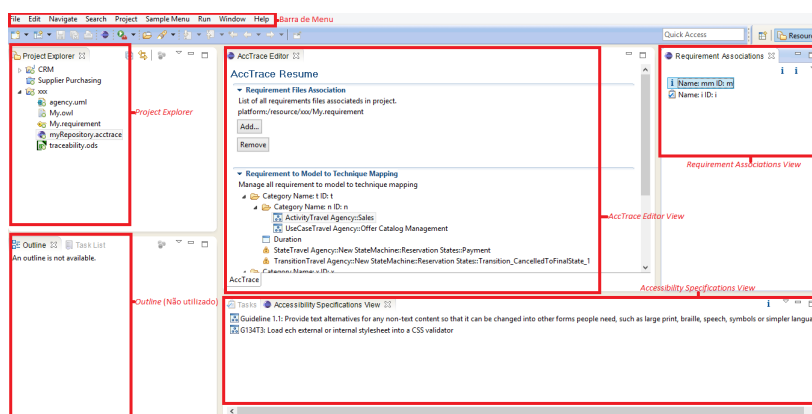 File Edit Navigate Search Project Sample Menu Run Window Help Barra de Menu
Quick Access
Resour
Project Explorer
CRM
Supplier Purchasing
xxx
agency.uml
My.owl
My.requirement
myRepository.acctrace
traceability.ods
Project Explorer
AccTrace Editor
AccTrace Resume
Requirement Files Association
List of all requirements files associateds in project.
platform:/resource/xxx/My.requirement
Add...
Remove
Requirement to Model to Technique Mapping
Manage all requirement to model to technique mapping
Category Name: t ID: t
Category Name: n ID: n
ActivityTravel Agency::Sales
UseCaseTravel Agency::Offer Catalog Management
Duration
StateTravel Agency::New StateMachine::Reservation States::Payment
TransitionTravel Agency::New StateMachine::Reservation States::Transition_CancelledToFinalState_1
AccTrace
AccTrace Editor View
Requirement Associations
Name: mm ID: m
Name: i ID: i
Requirement Associations View
Outline Task List
An outline is not available.
Outline (Não utilizado)
Accessibility Specifications View
Tasks Accessibility Specifications View
Guideline 1.1: Provide text alternatives for any non-text content so that it can be changed into other forms people need, such as large print, braille, speech, symbols or simpler langua
G134T3: Load ech external or internal stylesheet into a CSS validator